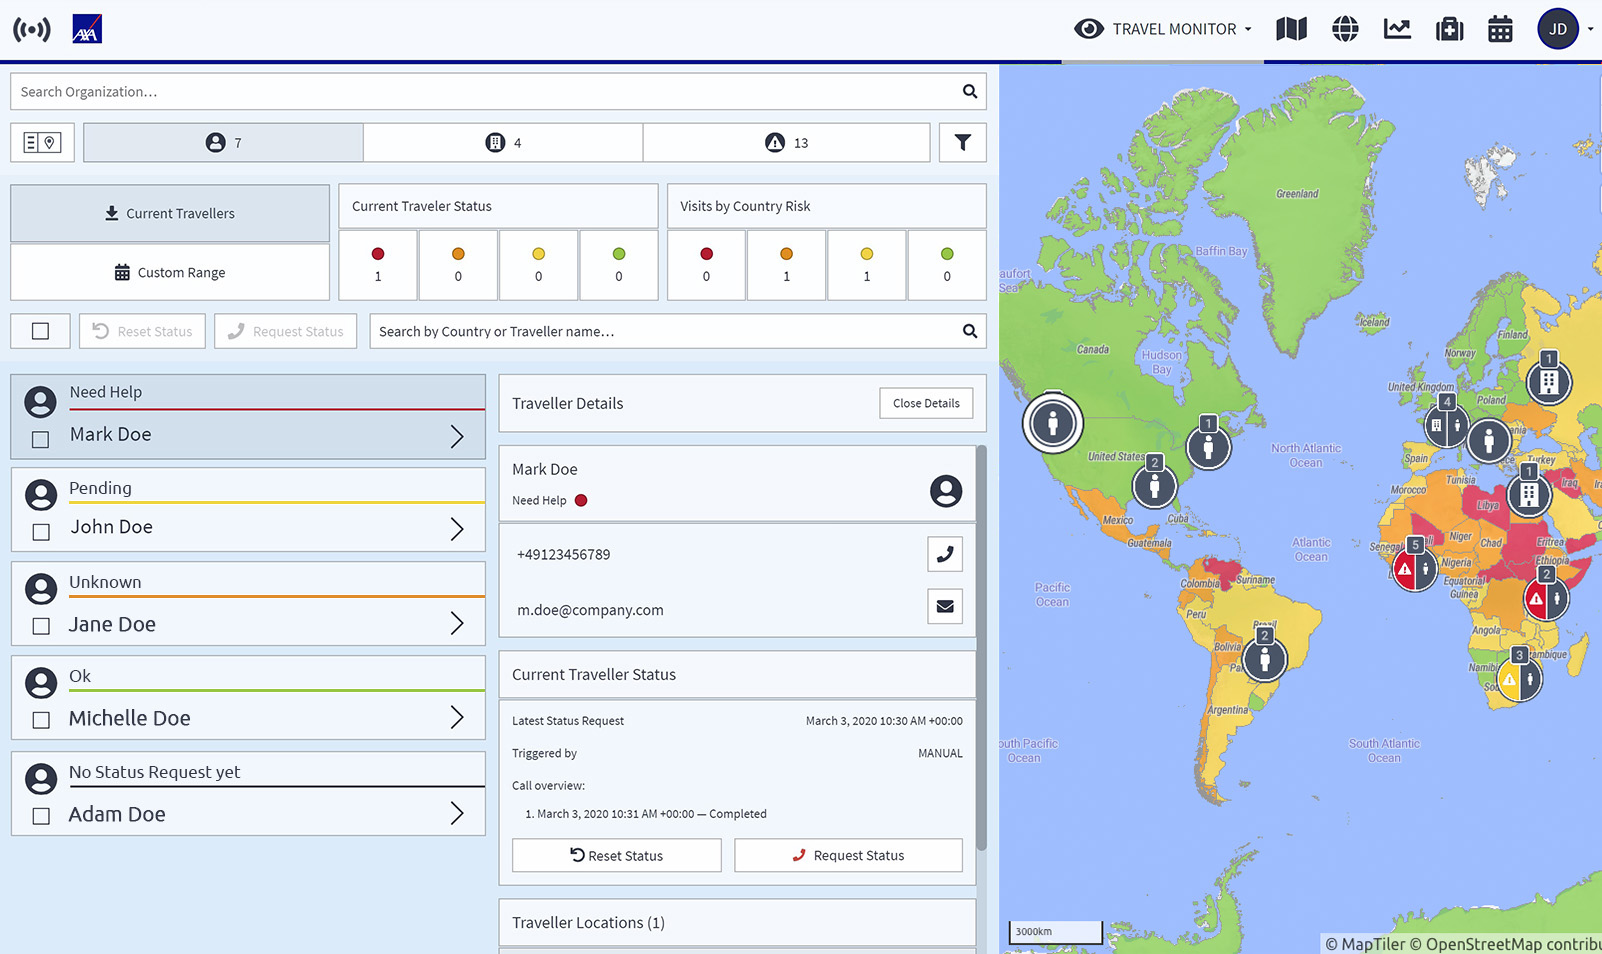 AXA
TRAVEL MONITOR
JD
Search Organization...
7
4
13
Current Travellers
Custom Range
Current Traveler Status
1
0
0
0
Visits by Country Risk
0
1
1
0
Reset Status
Request Status
Search by Country or Traveller name...
Need Help
Mark Doe
Pending
John Doe
Unknown
Jane Doe
Ok
Michelle Doe
No Status Request yet
Adam Doe
Traveller Details
Close Details
Mark Doe
Need Help
+49123456789
m.doe@company.com
Current Traveller Status
Latest Status Request
March 3, 2020 10:30 AM +00:00
Triggered by
MANUAL
Call overview:
1. March 3, 2020 10:31 AM +00:00 — Completed
Reset Status
Request Status
Traveller Locations (1)
Greenland
Baffin Bay
aufort
Sea
Iceland
Finland
Norway
Canada
Hudson
Bay
1
United Kingdom
Poland
4
1
United States
2
North Atlantic
Ocean
Spain
Turkey
1
Tunisia
Iraq
Morocco
Libya
Mexico
Cuba
Guatemala
Niger
Chad
Eritrea
Atlantic
Ocean
5
Senegal
Nigeria
Ethiopia
Equatorial
Guinea
2
Pacific
Ocean
Colombia
Suriname
Peru
Brazil
2
Bolivia
Angola
3
mbique
Namibi
Argentina
outh Pacific
Ocean
South Atlantic
Ocean
3000km
© MapTiler © OpenStreetMap contribu